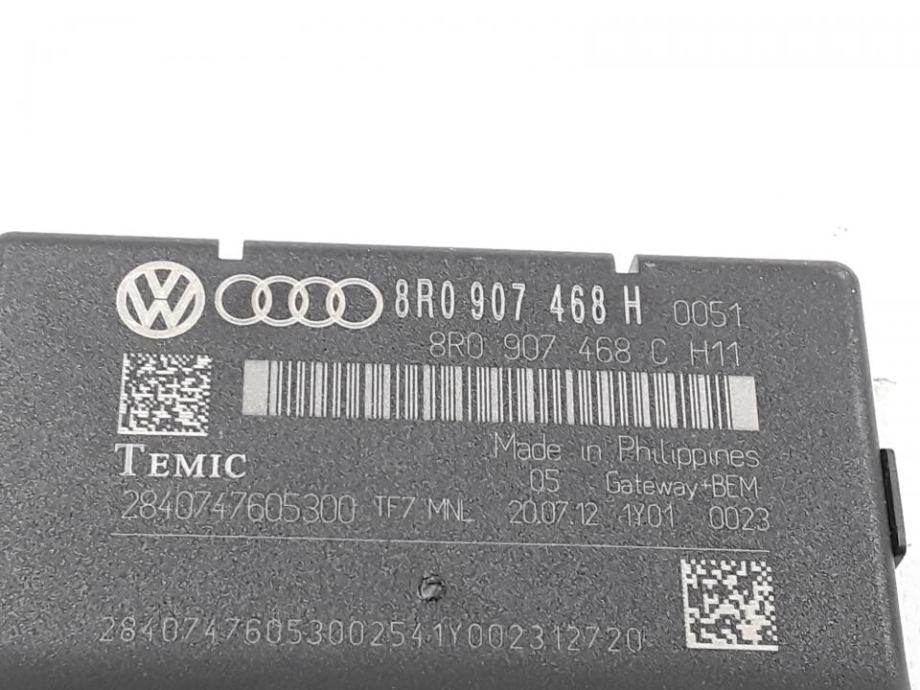 8R0 907 468 H 0051
8R0 907 468 C H11
TEMIC
Made in Philippines
05 Gateway+BEM
2840747605300 TF7 MNL 20.07.12 1Y01 0023
28407476053002541Y002312720